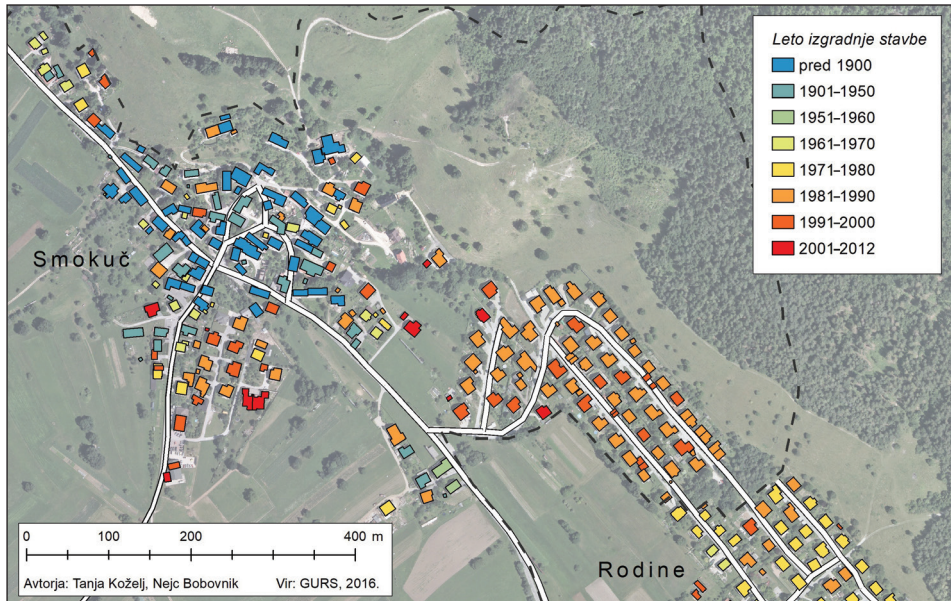 Leto izgradnje stavbe
pred 1900
1901–1950
1951–1960
1961–1970
1971–1980
1981–1990
1991–2000
2001–2012
Smokuč
Rodine
0 100 200 400 m
Avtorja: Tanja Koželj, Nejc Bobovnik Vir: GURS, 2016.